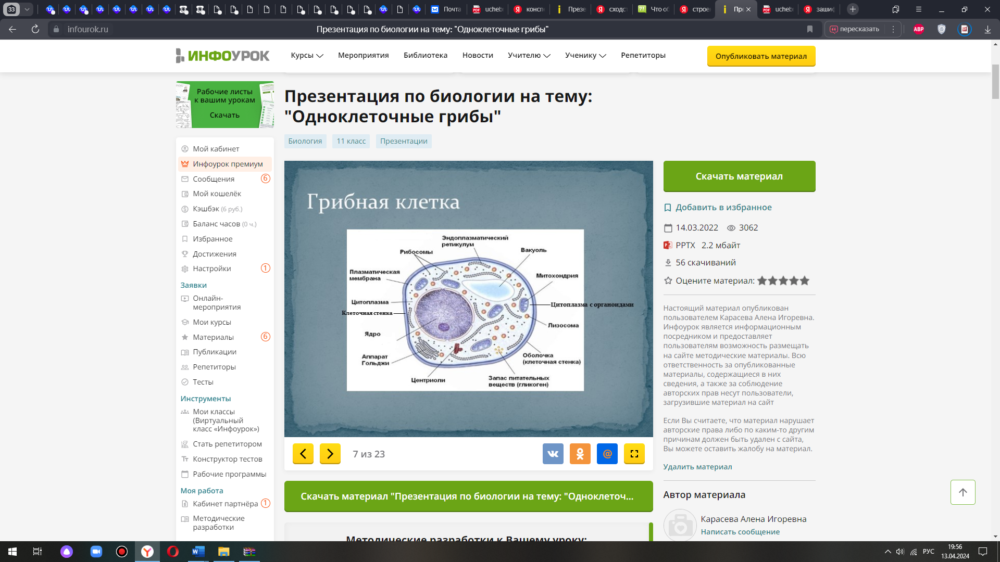 33
Почта
ucheb
консп
Презе
сходст
Что об
строен
Пре
ucheb
зашиф
infourok.ru
Презентация по биологии на тему: "Одноклеточные грибы"
пересказать
ABP
ИНФОУРОК
Курсы
Мероприятия
Библиотека
Новости
Учителю
Ученику
Репетиторы
Опубликовать материал
Рабочие листы
к вашим урокам
Скачать
Мой кабинет
Инфоурок премиум
Сообщения 6
Мой кошелёк
Кэшбэк (6 руб.)
Баланс часов (0 ч.)
Избранное
Достижения
Настройки 1
Заявки
Онлайн-
мероприятия
Мои курсы
Материалы 6
Публикации
Репетиторы
Тесты
Инструменты
Мои классы
(Виртуальный
класс «Инфоурок»)
Стать репетитором
Конструктор тестов
Рабочие программы
Моя работа
Кабинет партнёра 1
Методические
разработки
Презентация по биологии на тему:
"Одноклеточные грибы"
Биология
11 класс
Презентации
Грибная клетка
Эндоплазматический
ретикулум
Рибосомы
Вакуоль
Плазматическая
мембрана
Митохондрия
Цитоплазма
Цитоплазма с органоидами
Клеточная стенка
Лизосома
Ядро
Аппарат
Гольджи
Оболочка
(клеточная стенка)
Центриоли
Запас питательных
веществ (гликоген)
7 из 23
Скачать материал "Презентация по биологии на тему: "Одноклеточ...
Методические разработки к Вашему уроку:
Скачать материал
Добавить в избранное
14.03.2022 3062
PPTX 2.2 мбайт
56 скачиваний
Оцените материал:
Настоящий материал опубликован
пользователем Карасева Алена Игоревна.
Инфоурок является информационным
посредником и предоставляет
пользователям возможность размещать
на сайте методические материалы. Всю
ответственность за опубликованные
материалы, содержащиеся в них
сведения, а также за соблюдение
авторских прав несут пользователи,
загрузившие материал на сайт
Если Вы считаете, что материал нарушает
авторские права либо по каким-то другим
причинам должен быть удален с сайта,
Вы можете оставить жалобу на материал.
Удалить материал
Автор материала
Карасева Алена Игоревна
Написать сообщение
РУС
19:56
13.04.2024